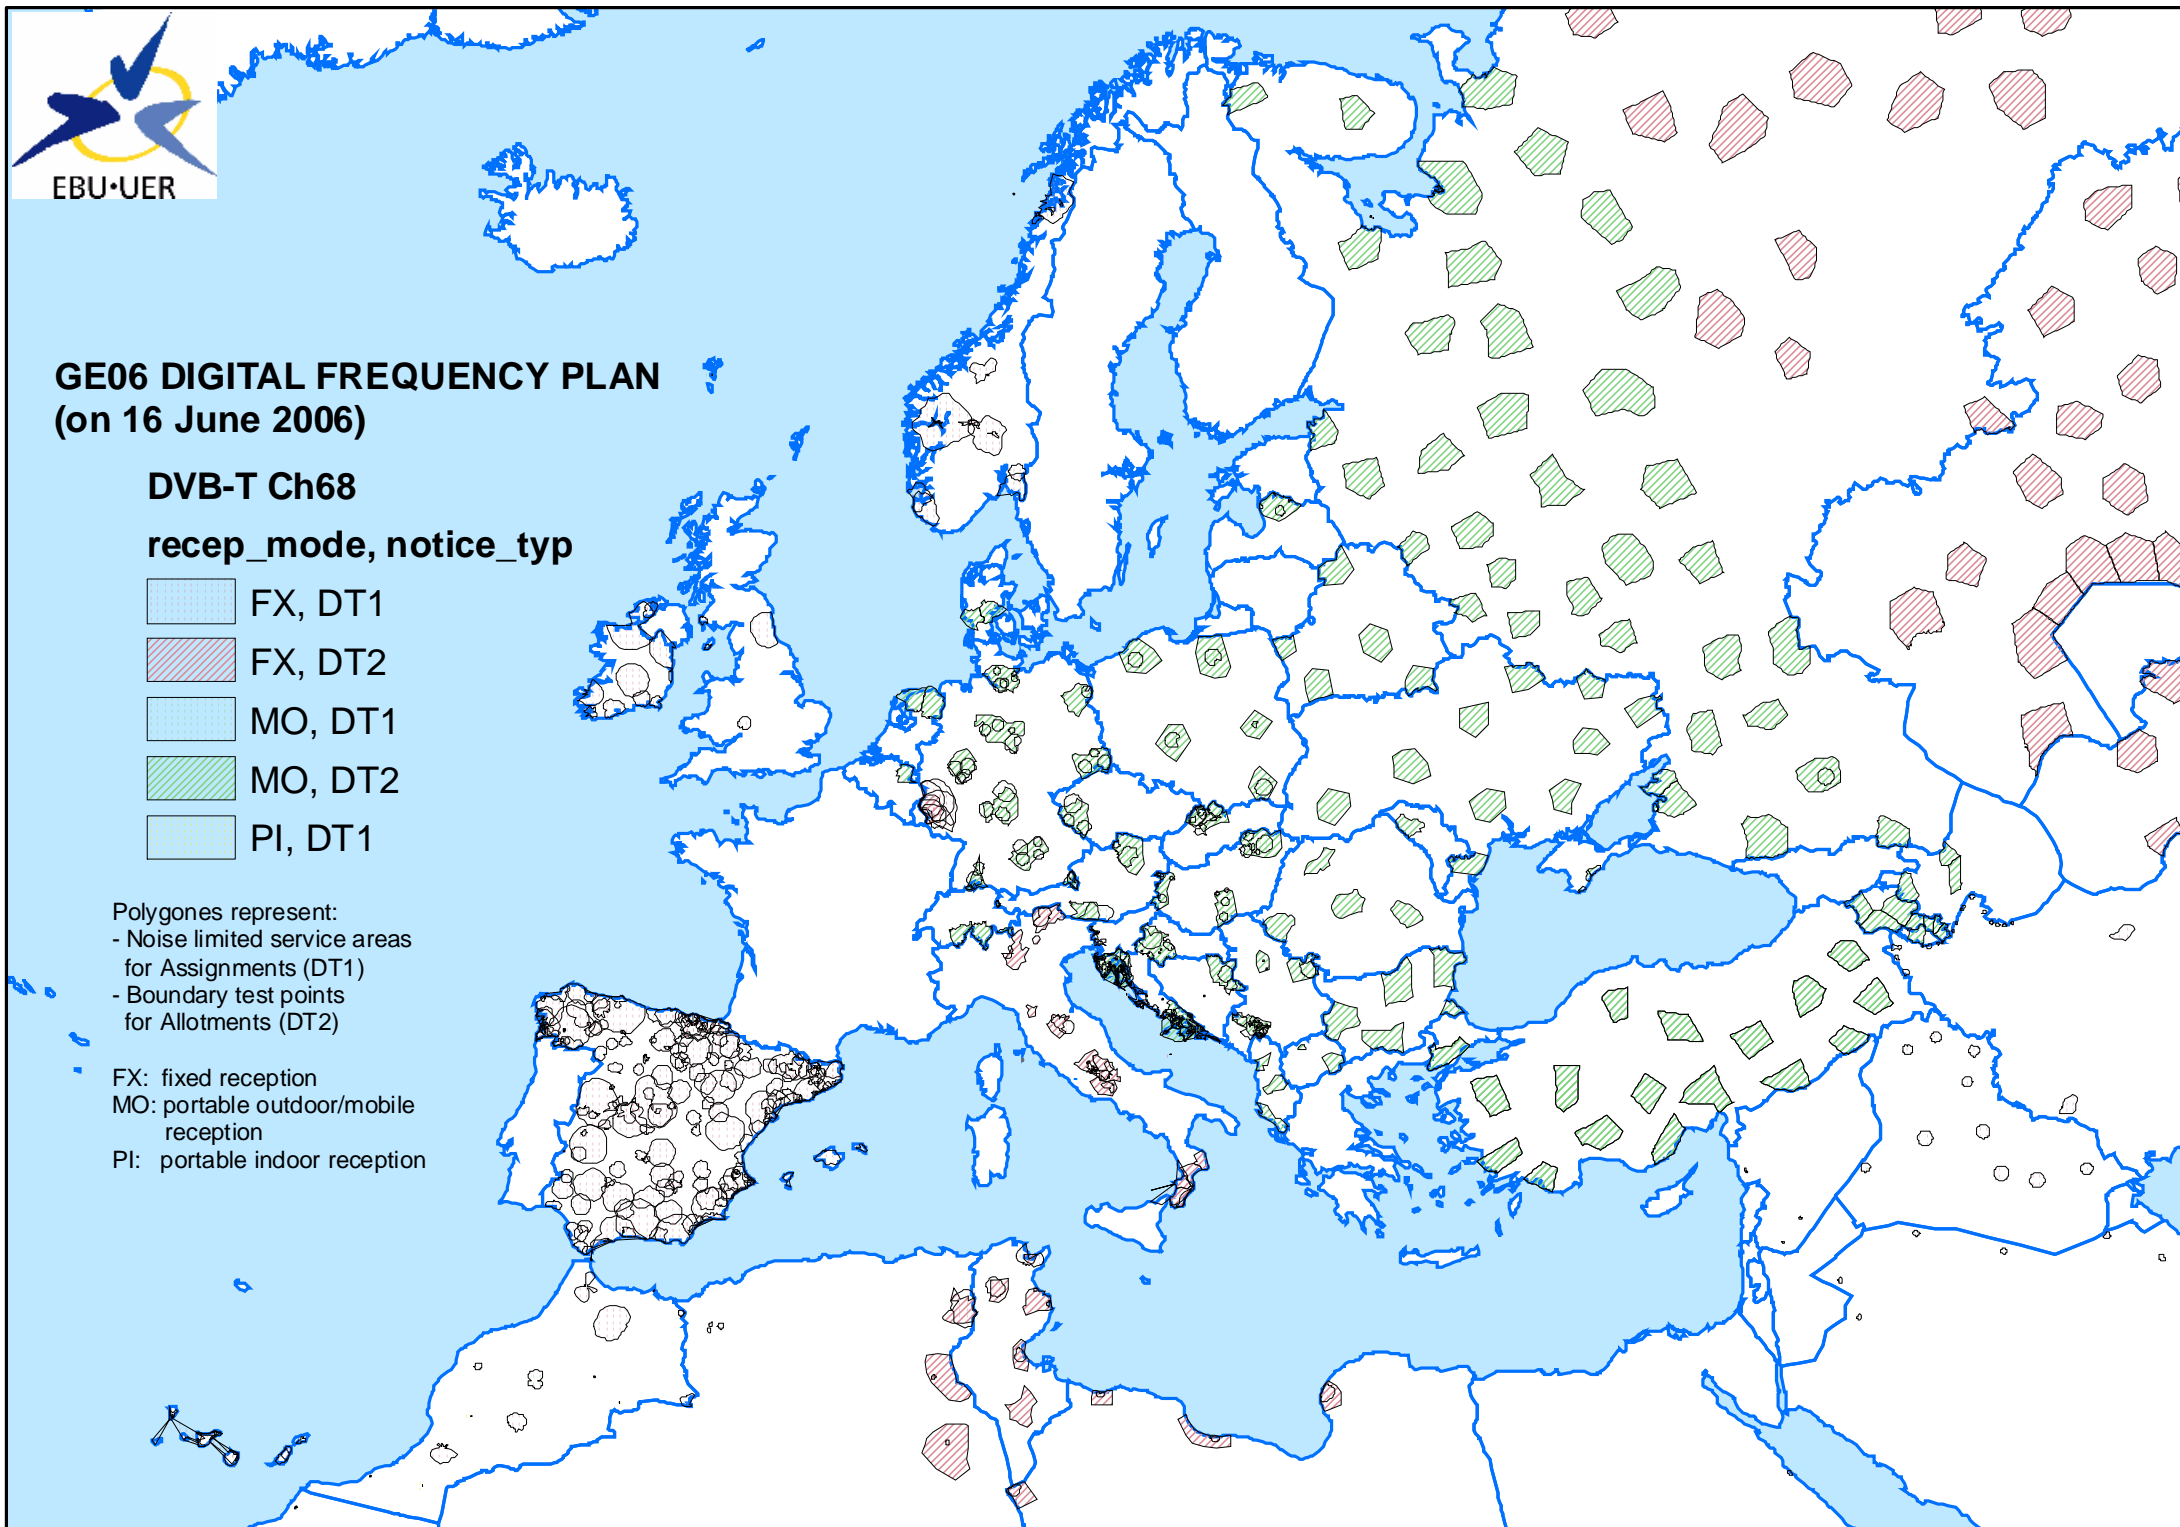 EBU•UER
GE06 DIGITAL FREQUENCY PLAN
(on 16 June 2006)
DVB-T Ch68
recep_mode, notice_typ
FX, DT1
FX, DT2
MO, DT1
MO, DT2
PI, DT1
Polygones represent:
- Noise limited service areas
for Assignments (DT1)
- Boundary test points
for Allotments (DT2)
FX: fixed reception
MO: portable outdoor/mobile
reception
PI: portable indoor reception